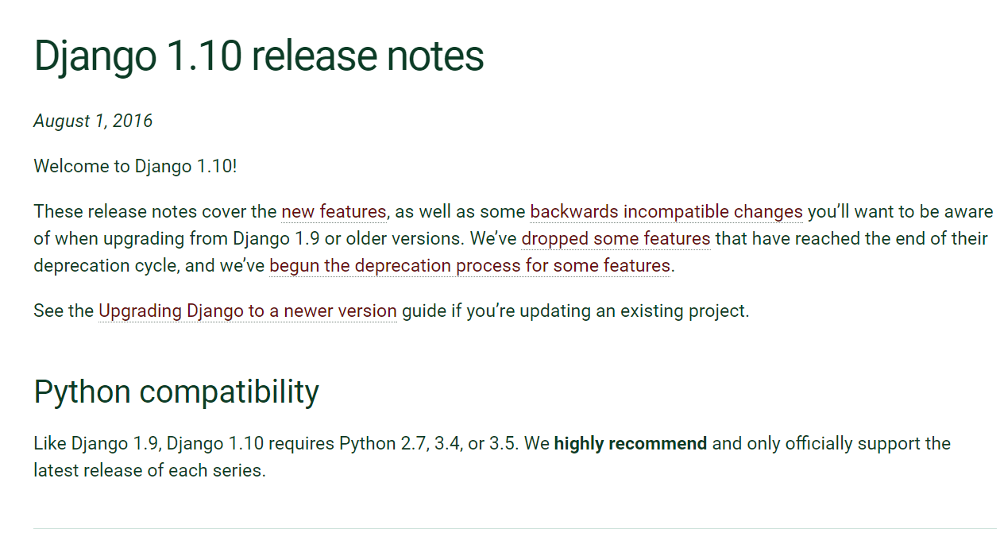 Django 1.10 release notes
August 1, 2016
Welcome to Django 1.10!
These release notes cover the new features, as well as some backwards incompatible changes you’ll want to be aware
of when upgrading from Django 1.9 or older versions. We’ve dropped some features that have reached the end of their
deprecation cycle, and we’ve begun the deprecation process for some features.
See the Upgrading Django to a newer version guide if you’re updating an existing project.
Python compatibility
Like Django 1.9, Django 1.10 requires Python 2.7, 3.4, or 3.5. We highly recommend and only officially support the
latest release of each series.